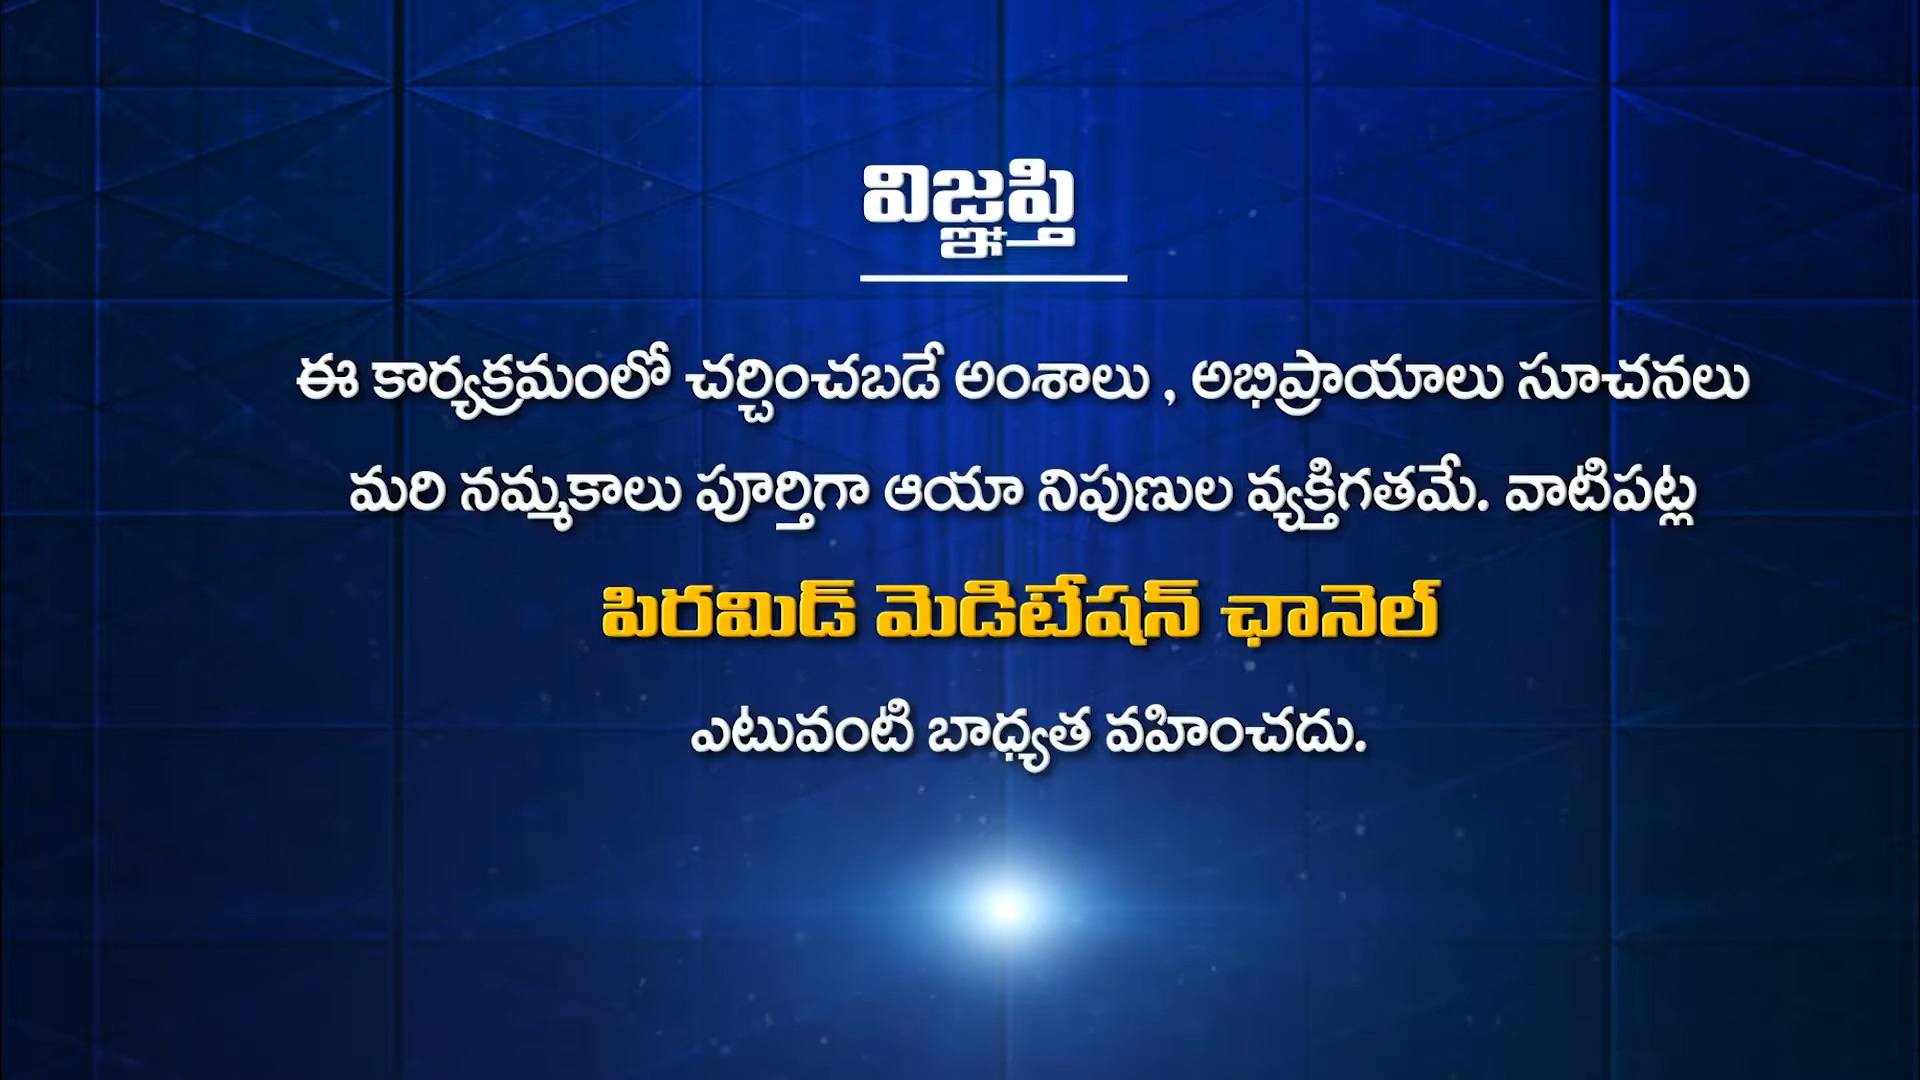 విజ్ఞప్తి
ఈ కార్యక్రమంలో చర్చించబడే అంశాలు , అభిప్రాయాలు సూచనలు
మరి నమ్మకాలు పూర్తిగా ఆయా నిపుణుల వ్యక్తిగతమే. వాటిపట్ల
పిరమిడ్ మెడిటేషన్ ఛానెల్
ఎటువంటి బాధ్యత వహించదు.